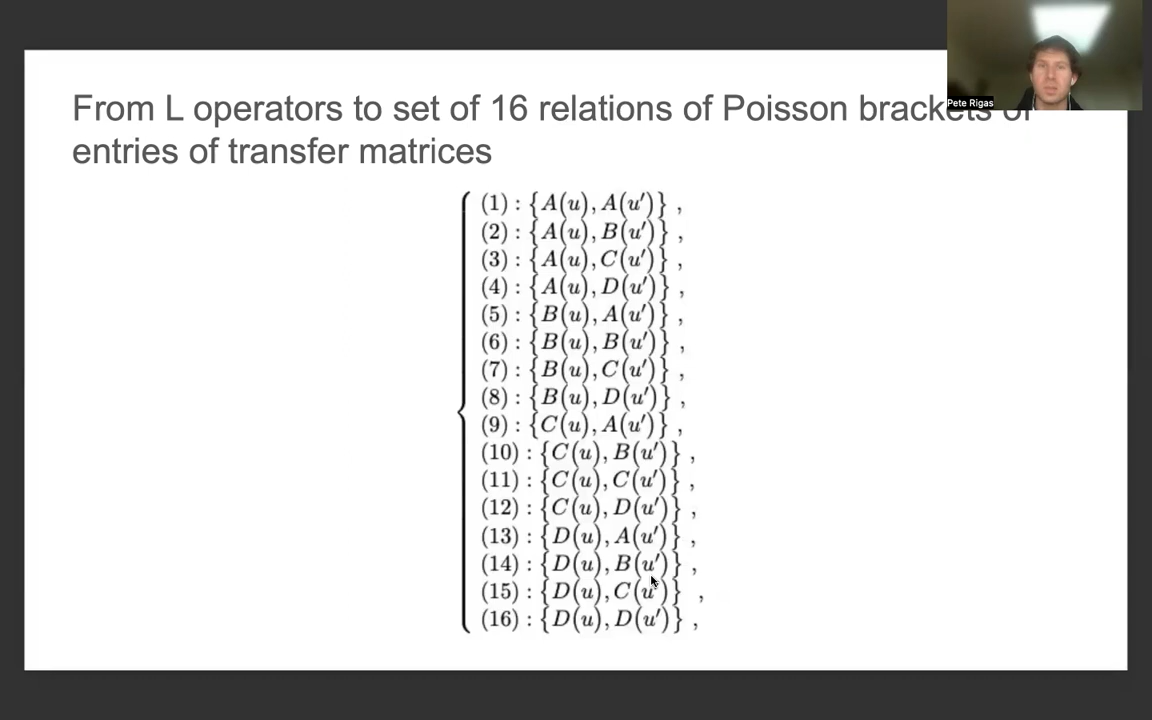 From L operators to set of 16 relations of Poisson brackets of
entries of transfer matrices
Pete Rigas
(1) : {A(u), A(u′)} ,
(2) : {A(u), B(u′)} ,
(3) : {A(u), C(u′)} ,
(4) : {A(u), D(u′)} ,
(5) : {B(u), A(u′)} ,
(6) : {B(u), B(u′)} ,
(7) : {B(u), C(u′)} ,
(8) : {B(u), D(u′)} ,
(9) : {C(u), A(u′)} ,
(10) : {C(u), B(u′)} ,
(11) : {C(u), C(u′)} ,
(12) : {C(u), D(u′)} ,
(13) : {D(u), A(u′)} ,
(14) : {D(u), B(u′)} ,
(15) : {D(u), C(u′)} ,
(16) : {D(u), D(u′)} ,